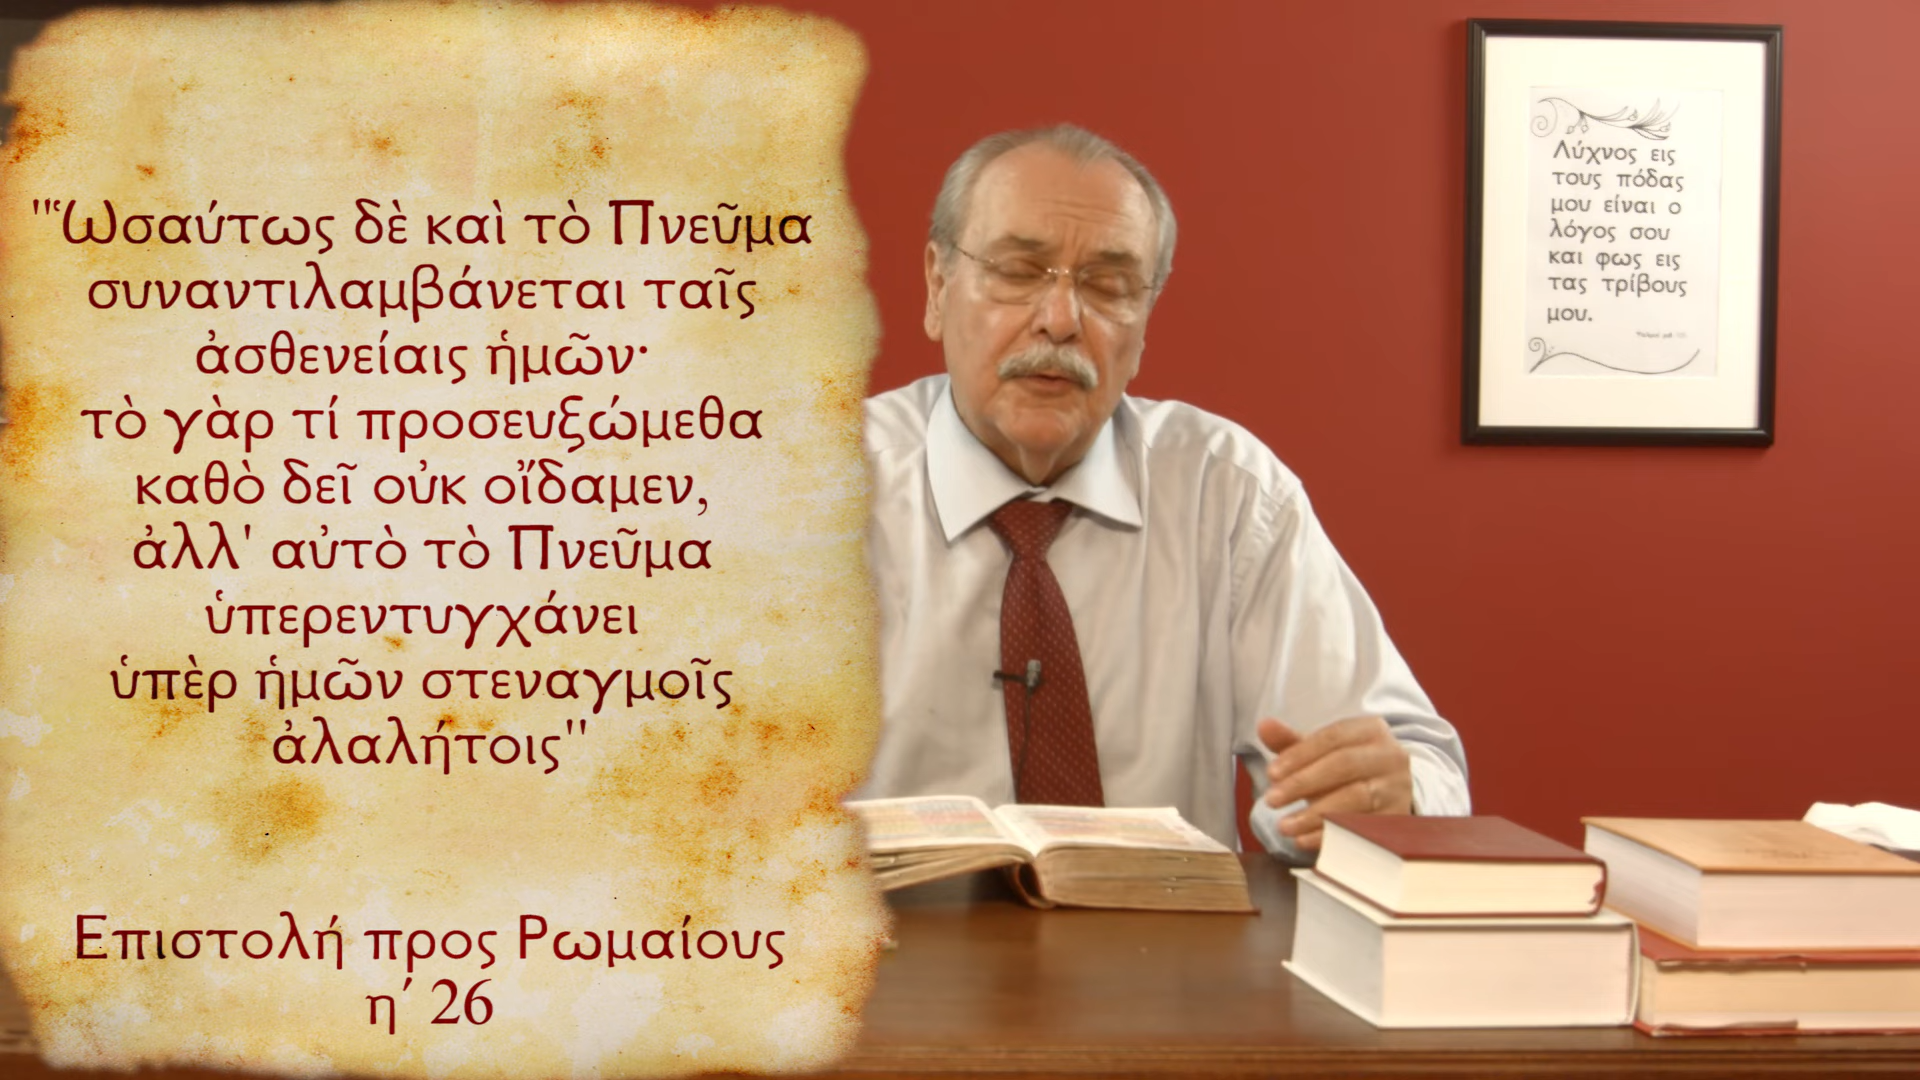 "Ὡσαύτως δὲ καὶ τὸ Πνεῦμα
συναντιλαμβάνεται ταῖς
ἀσθενείαις ἡμῶν·
τὸ γὰρ τί προσευξώμεθα
καθὸ δεῖ οὐκ οἴδαμεν,
ἀλλ' αὐτὸ τὸ Πνεῦμα
ὑπερεντυγχάνει
ὑπὲρ ἡμῶν στεναγμοῖς
ἀλαλήτοις"
Επιστολή προς Ρωμαίους
η΄ 26
Λύχνος εις
τους πόδας
μου είναι ο
λόγος σου
και φως εις
τας τρίβους
μου.